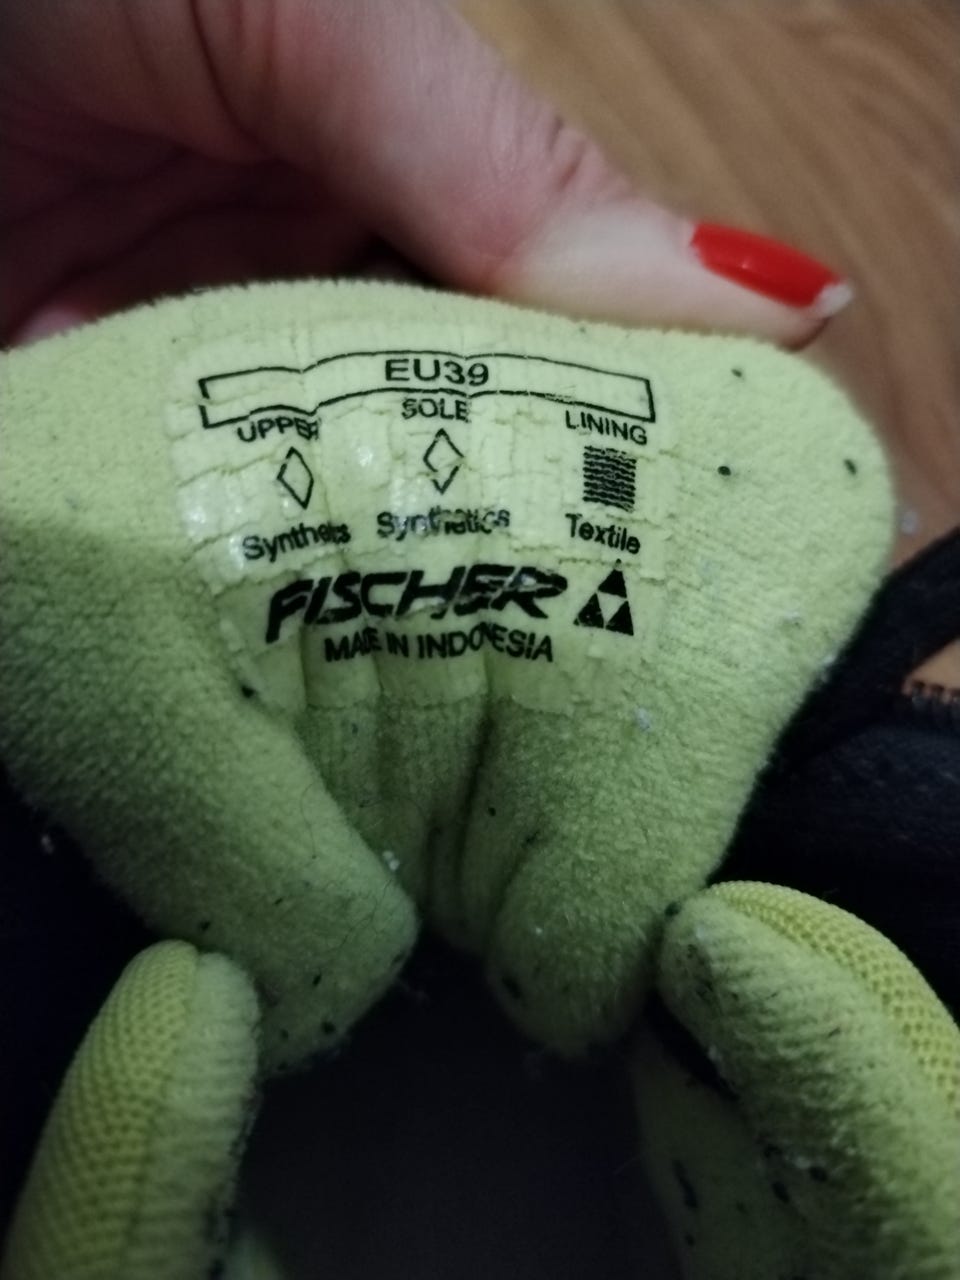 EU39
UPPER SOLE LINING
Synthetics Synthetics Textile
FISCHER
MADE IN INDONESIA